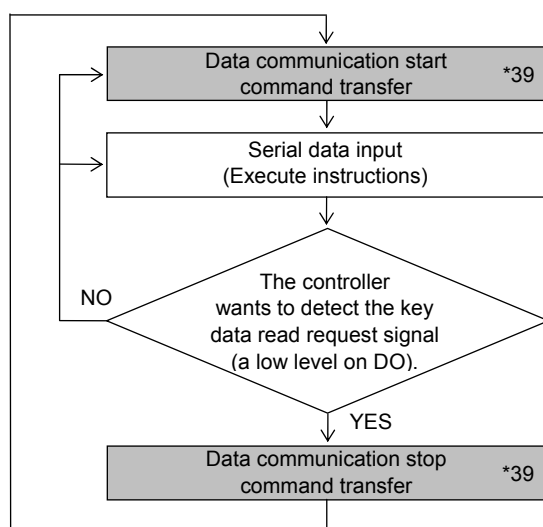 Data communication start
command transfer
*39
Serial data input
(Execute instructions)
The controller
wants to detect the key
data read request signal
(a low level on DO).
NO
YES
Data communication stop
command transfer
*39